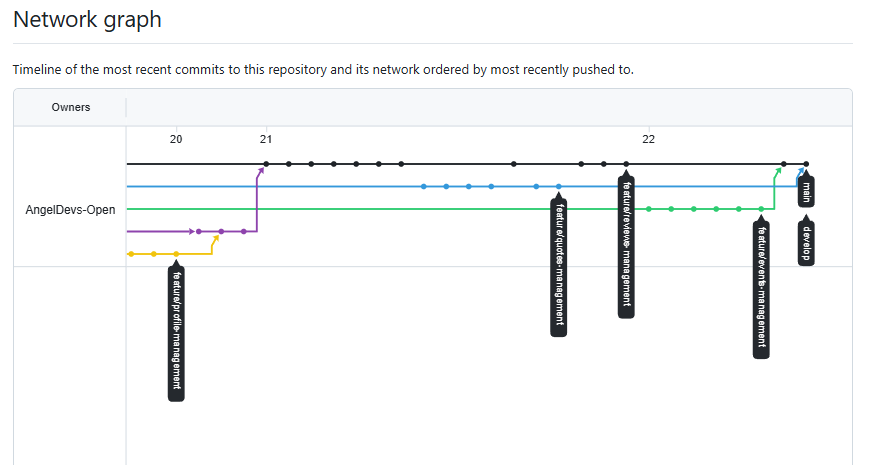 Network graph
Timeline of the most recent commits to this repository and its network ordered by most recently pushed to.
Owners
20
21
22
AngelDevs-Open
feature/profile-management
feature/quotes-management
feature/reviews-management
feature/events-management
main
develop